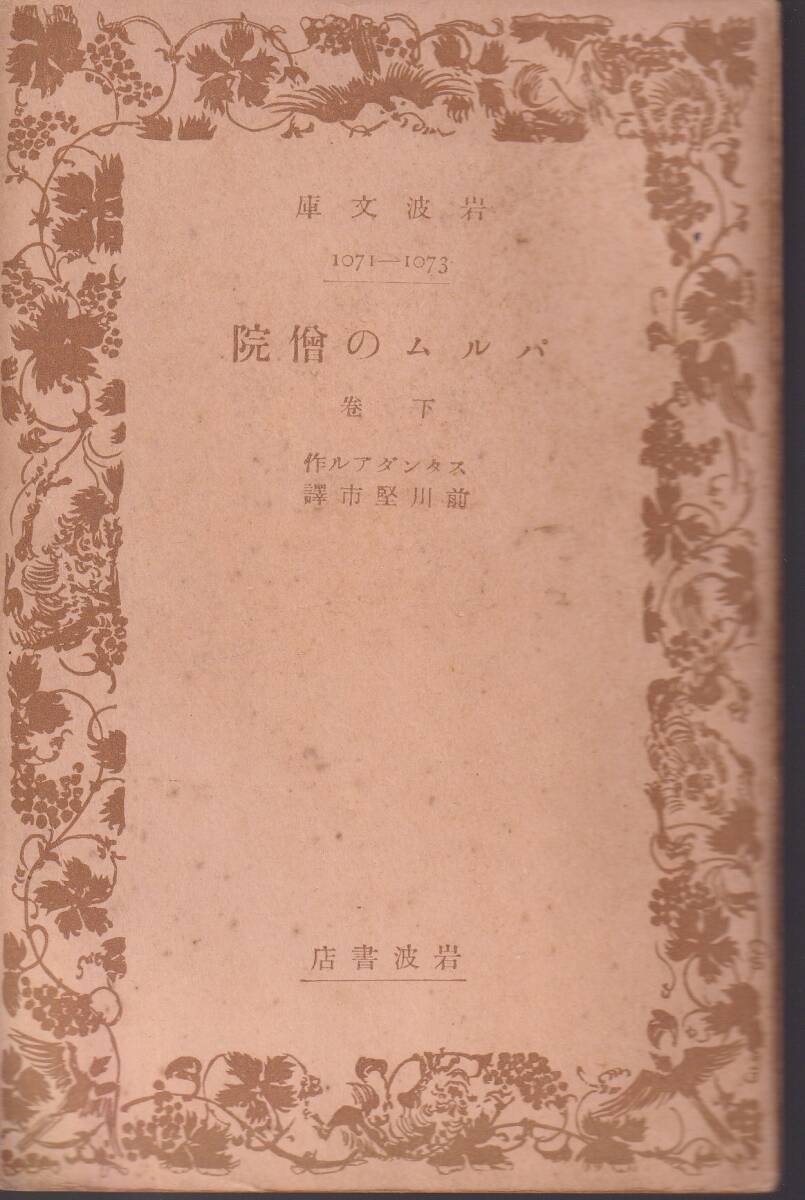 岩波文庫
1071—1073
パルムの僧院
下巻
スタンダアル作
前川堅市譯
岩波書店